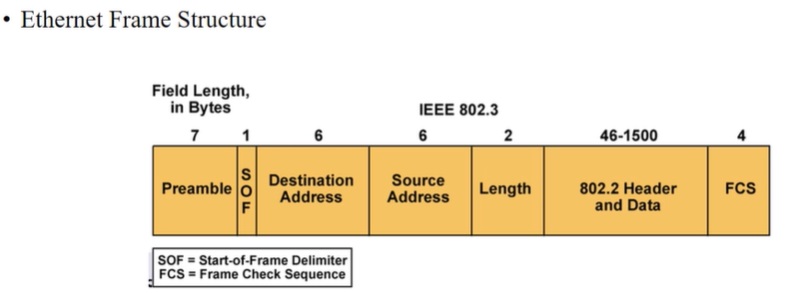 • Ethernet Frame Structure
Field Length,
in Bytes
IEEE 802.3
7 1 6 6 2 46-1500 4
Preamble
SOF
Destination
Address
Source
Address
Length
802.2 Header
and Data
FCS
SOF = Start-of-Frame Delimiter
FCS = Frame Check Sequence